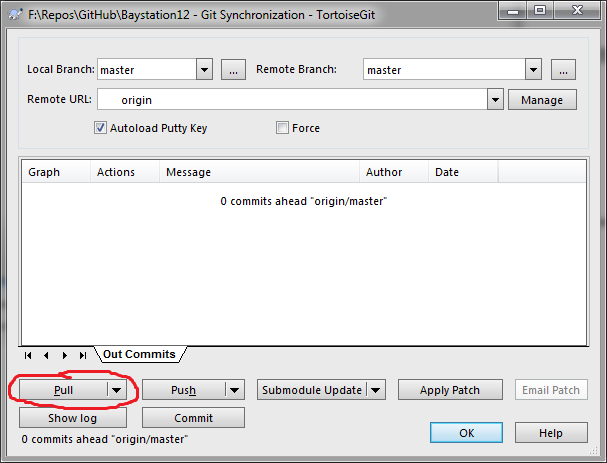 F:\Repos\GitHub\Baystation12 - Git Synchronization - TortoiseGit
Local Branch: master ... Remote Branch: master ...
Remote URL: origin Manage
Autoload Putty Key Force
Graph Actions Message Author Date
0 commits ahead "origin/master"
Out Commits
Pull Push Submodule Update Apply Patch Email Patch
Show log Commit
0 commits ahead "origin/master" OK Help